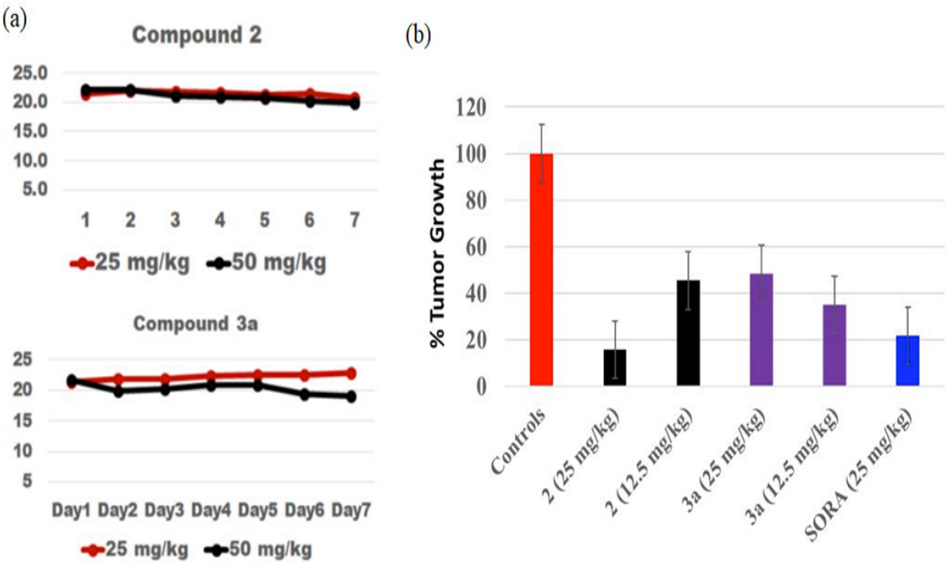 (a)
Compound 2
25.0
20.0
15.0
10.0
5.0
1 2 3 4 5 6 7
25 mg/kg 50 mg/kg
Compound 3a
25
20
15
10
5
Day1 Day2 Day3 Day4 Day5 Day6 Day7
25 mg/kg 50 mg/kg
(b)
% Tumor Growth
120
100
80
60
40
20
0
Controls
2 (25 mg/kg)
2 (12.5 mg/kg)
3a (25 mg/kg)
3a (12.5 mg/kg)
SORA (25 mg/kg)